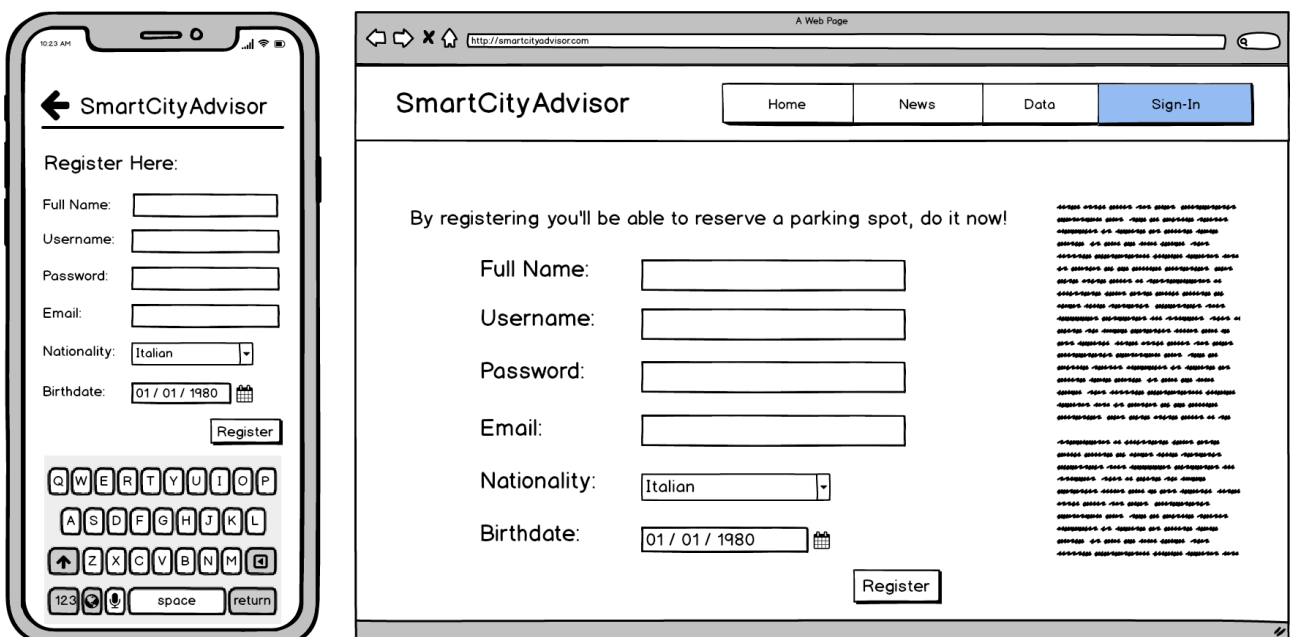 10:23 AM
SmartCityAdvisor
Register Here:
Full Name:
Username:
Password:
Email:
Nationality: Italian
Birthdate: 01 / 01 / 1980
Register
Q W E R T Y U I O P
A S D F G H J K L
Z X C V B N M
123 space return
A Web Page
http://smartcityadvisor.com
SmartCityAdvisor Home News Data Sign-In
By registering you'll be able to reserve a parking spot, do it now!
Full Name:
Username:
Password:
Email:
Nationality: Italian
Birthdate: 01 / 01 / 1980
Register